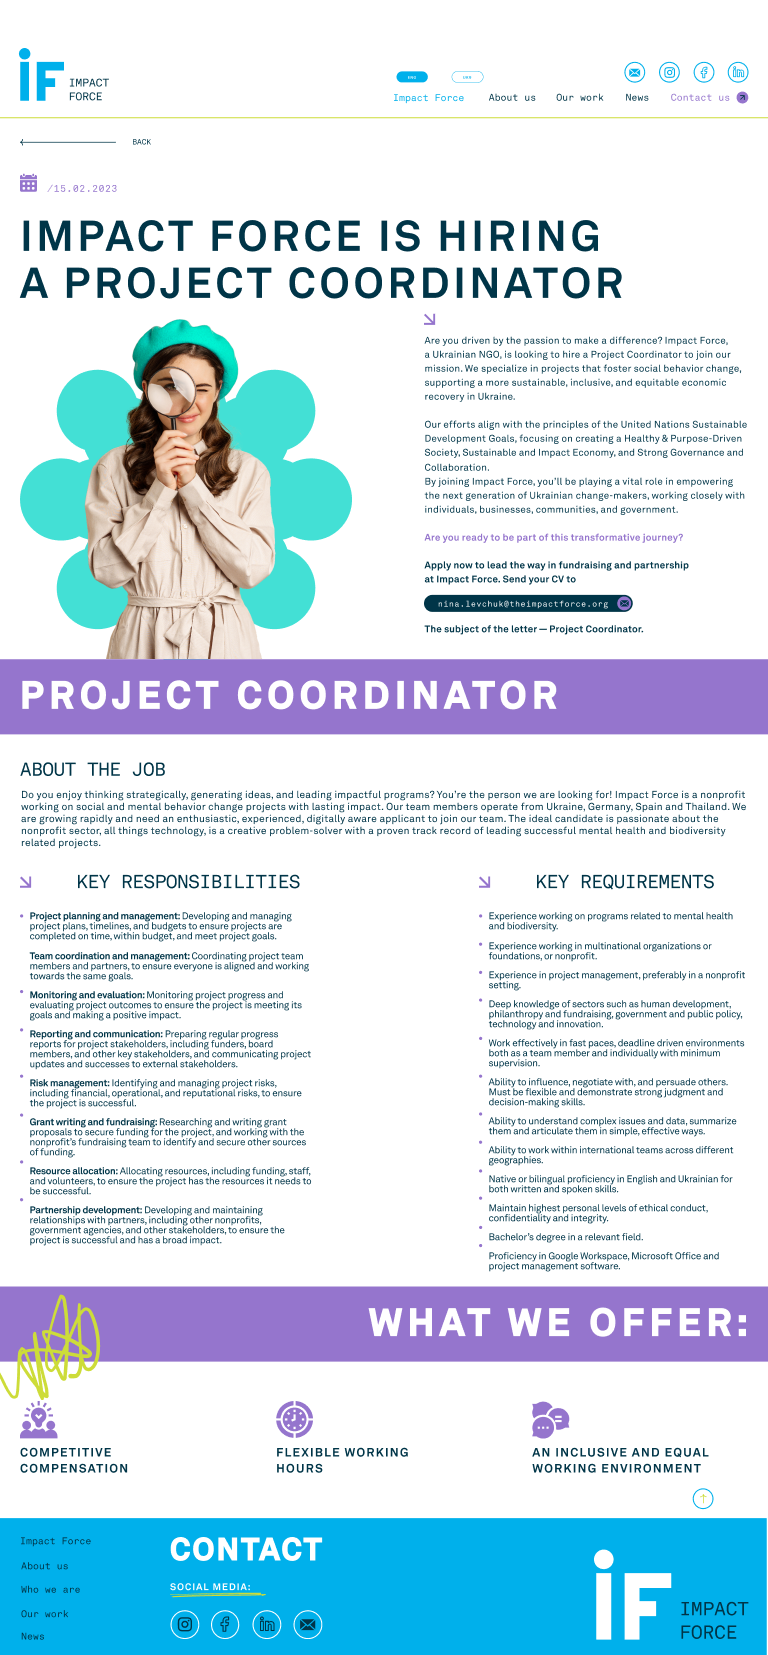 iF IMPACT
FORCE
ENG
UKR
Impact Force
About us
Our work
News
Contact us
BACK
/15.02.2023
IMPACT FORCE IS HIRING
A PROJECT COORDINATOR
Are you driven by the passion to make a difference? Impact Force,
a Ukrainian NGO, is looking to hire a Project Coordinator to join our
mission. We specialize in projects that foster social behavior change,
supporting a more sustainable, inclusive, and equitable economic
recovery in Ukraine.
Our efforts align with the principles of the United Nations Sustainable
Development Goals, focusing on creating a Healthy & Purpose-Driven
Society, Sustainable and Impact Economy, and Strong Governance and
Collaboration.
By joining Impact Force, you'll be playing a vital role in empowering
the next generation of Ukrainian change-makers, working closely with
individuals, businesses, communities, and government.
Are you ready to be part of this transformative journey?
Apply now to lead the way in fundraising and partnership
at Impact Force. Send your CV to
nina.levchuk@theimpactforce.org
The subject of the letter — Project Coordinator.
PROJECT COORDINATOR
ABOUT THE JOB
Do you enjoy thinking strategically, generating ideas, and leading impactful programs? You're the person we are looking for! Impact Force is a nonprofit
working on social and mental behavior change projects with lasting impact. Our team members operate from Ukraine, Germany, Spain and Thailand. We
are growing rapidly and need an enthusiastic, experienced, digitally aware applicant to join our team. The ideal candidate is passionate about the
nonprofit sector, all things technology, is a creative problem-solver with a proven track record of leading successful mental health and biodiversity
related projects.
KEY RESPONSIBILITIES
Project planning and management: Developing and managing
project plans, timelines, and budgets to ensure projects are
completed on time, within budget, and meet project goals.
Team coordination and management: Coordinating project team
members and partners, to ensure everyone is aligned and working
towards the same goals.
Monitoring and evaluation: Monitoring project progress and
evaluating project outcomes to ensure the project is meeting its
goals and making a positive impact.
Reporting and communication: Preparing regular progress
reports for project stakeholders, including funders, board
members, and other key stakeholders, and communicating project
updates and successes to external stakeholders.
Risk management: Identifying and managing project risks,
including financial, operational, and reputational risks, to ensure
the project is successful.
Grant writing and fundraising: Researching and writing grant
proposals to secure funding for the project, and working with the
nonprofit's fundraising team to identify and secure other sources
of funding.
Resource allocation: Allocating resources, including funding, staff,
and volunteers, to ensure the project has the resources it needs to
be successful.
Partnership development: Developing and maintaining
relationships with partners, including other nonprofits,
government agencies, and other stakeholders, to ensure the
project is successful and has a broad impact.
KEY REQUIREMENTS
Experience working on programs related to mental health
and biodiversity.
Experience working in multinational organizations or
foundations, or nonprofit.
Experience in project management, preferably in a nonprofit
setting.
Deep knowledge of sectors such as human development,
philanthropy and fundraising, government and public policy,
technology and innovation.
Work effectively in fast paces, deadline driven environments
both as a team member and individually with minimum
supervision.
Ability to influence, negotiate with, and persuade others.
Must be flexible and demonstrate strong judgment and
decision-making skills.
Ability to understand complex issues and data, summarize
them and articulate them in simple, effective ways.
Ability to work within international teams across different
geographies.
Native or bilingual proficiency in English and Ukrainian for
both written and spoken skills.
Maintain highest personal levels of ethical conduct,
confidentiality and integrity.
Bachelor's degree in a relevant field.
Proficiency in Google Workspace, Microsoft Office and
project management software.
WHAT WE OFFER:
COMPETITIVE
COMPENSATION
FLEXIBLE WORKING
HOURS
AN INCLUSIVE AND EQUAL
WORKING ENVIRONMENT
Impact Force
About us
Who we are
Our work
News
CONTACT
SOCIAL MEDIA:
iF IMPACT
FORCE